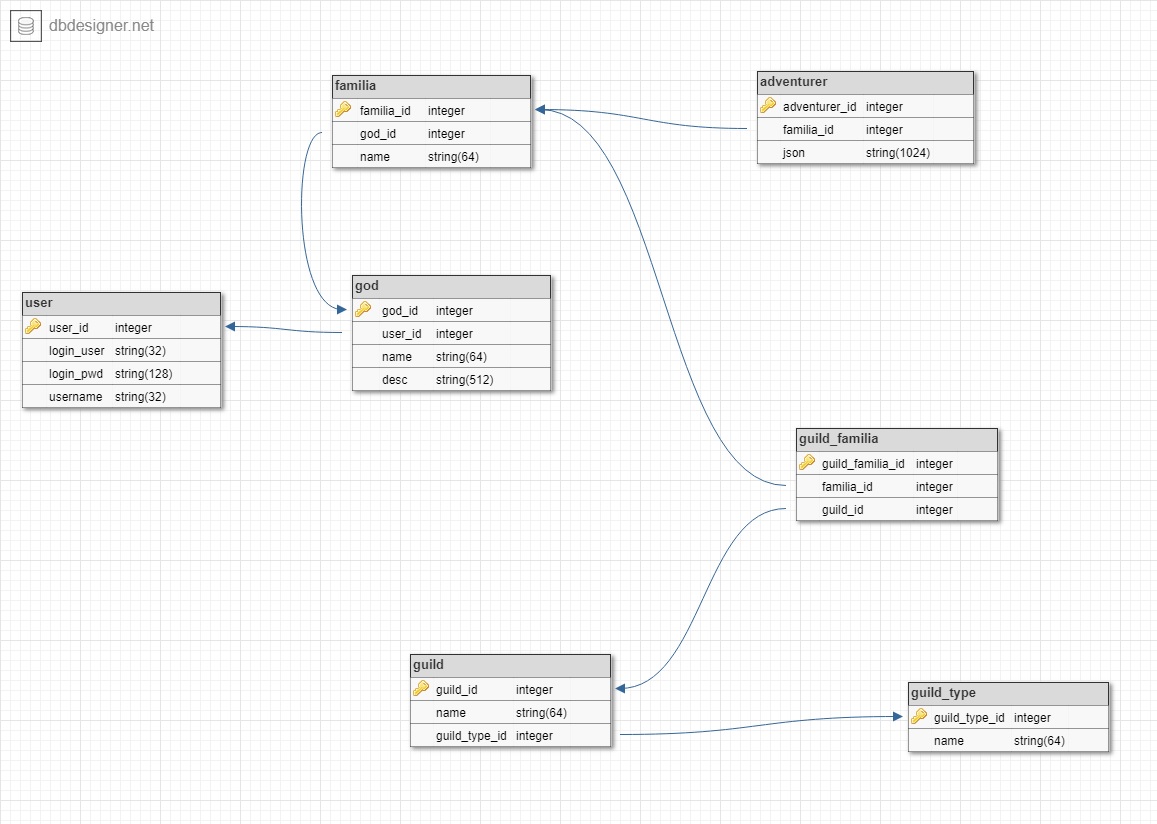 dbdesigner.net
familia
familia_id integer
god_id integer
name string(64)
adventurer
adventurer_id integer
familia_id integer
json string(1024)
god
god_id integer
user_id integer
name string(64)
desc string(512)
user
user_id integer
login_user string(32)
login_pwd string(128)
username string(32)
guild_familia
guild_familia_id integer
familia_id integer
guild_id integer
guild
guild_id integer
name string(64)
guild_type_id integer
guild_type
guild_type_id integer
name string(64)